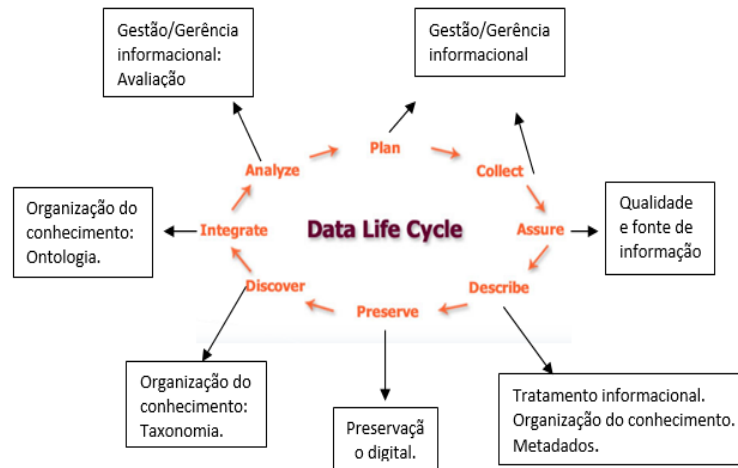 Gestão/Gerência
informacional:
Avaliação
Gestão/Gerência
informacional
Plan
Analyze
Collect
Organização do
conhecimento:
Ontologia.
Integrate
Data Life Cycle
Assure
Qualidade
e fonte de
informação
Discover
Describe
Preserve
Organização do
conhecimento:
Taxonomia.
Preservaçã
o digital.
Tratamento informacional.
Organização do conhecimento.
Metadados.